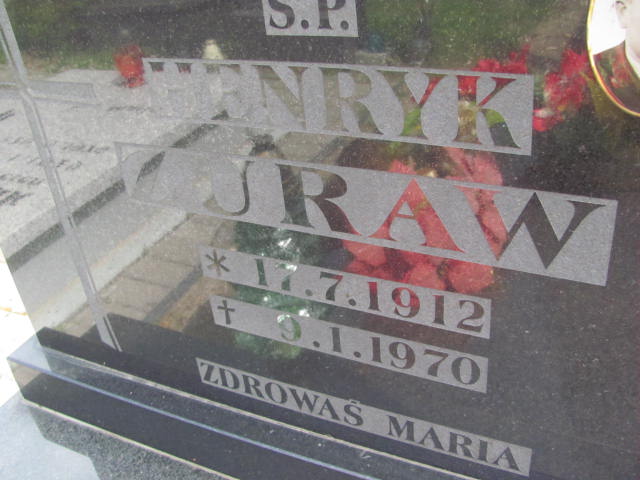 Ś.P.
HENRYK
ŻURAW
* 17.7.1912
† 9.1.1970
ZDROWAŚ MARIA